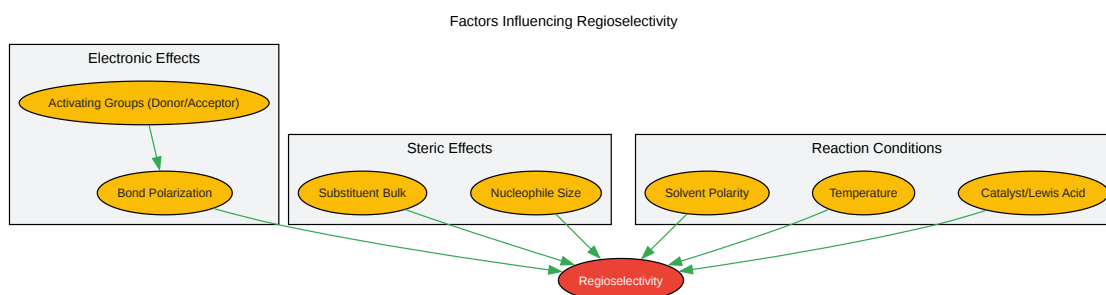 Factors Influencing Regioselectivity
Electronic Effects
Activating Groups (Donor/Acceptor)
Bond Polarization
Steric Effects
Substituent Bulk
Nucleophile Size
Reaction Conditions
Solvent Polarity
Temperature
Catalyst/Lewis Acid
Regioselectivity